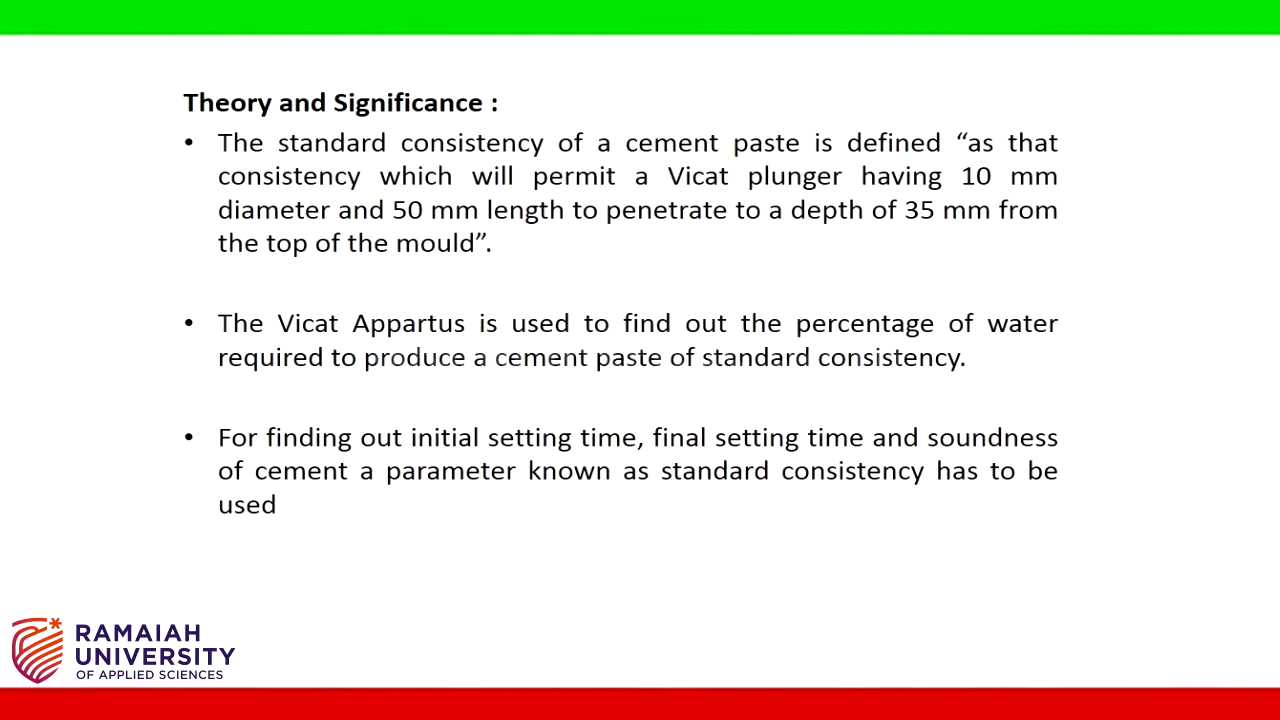 Theory and Significance :
• The standard consistency of a cement paste is defined “as that
consistency which will permit a Vicat plunger having 10 mm
diameter and 50 mm length to penetrate to a depth of 35 mm from
the top of the mould”.
• The Vicat Appartus is used to find out the percentage of water
required to produce a cement paste of standard consistency.
• For finding out initial setting time, final setting time and soundness
of cement a parameter known as standard consistency has to be
used
RAMAIAH
UNIVERSITY
OF APPLIED SCIENCES